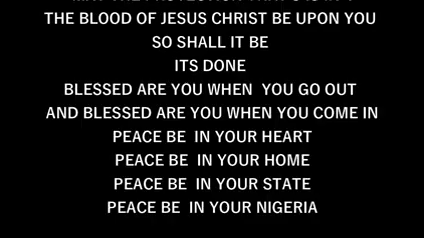 THE BLOOD OF JESUS CHRIST BE UPON YOU
SO SHALL IT BE
ITS DONE
BLESSED ARE YOU WHEN YOU GO OUT
AND BLESSED ARE YOU WHEN YOU COME IN
PEACE BE IN YOUR HEART
PEACE BE IN YOUR HOME
PEACE BE IN YOUR STATE
PEACE BE IN YOUR NIGERIA